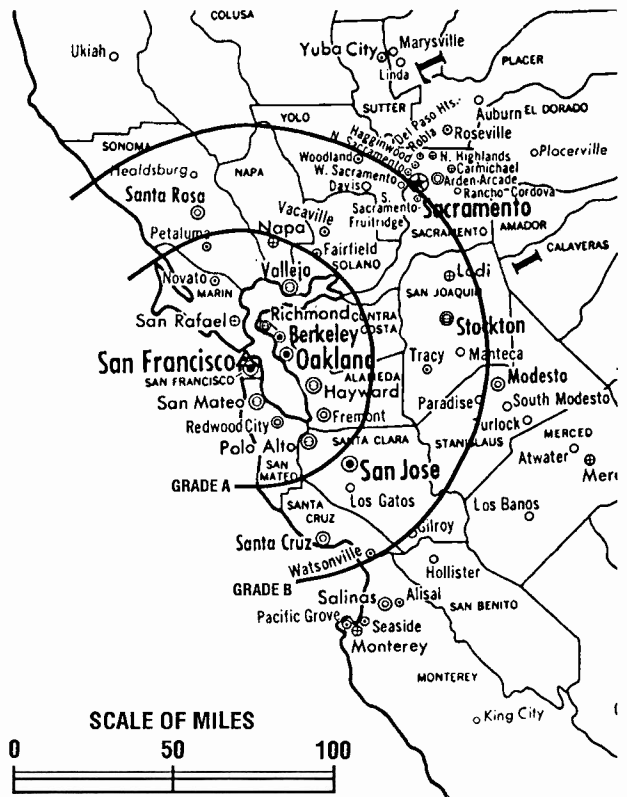 COLUSA
Ukiah
Yuba City
Marysville
Linda
PLACER
SUTTER
Auburn
EL DORADO
YOLO
Del Paso Hts.
Robla
Hagginwood
N. Sacramento
Roseville
SONOMA
Woodland
N. Highlands
Placerville
Healdsburg
NAPA
W. Sacramento
Carmichael
Davis
Arden-Arcade
Rancho-Cordova
Santa Rosa
S.
Sacramento
Sacramento-
Fruitridge
Vacaville
Napa
SACRAMENTO
AMADOR
Petaluma
Fairfield
SOLANO
CALAVERAS
Vallejo
Lodi
Novato
MARIN
SAN JOAQUIN
San Rafael
Richmond
CONTRA
COSTA
Berkeley
Stockton
San Francisco
Oakland
Tracy
Manteca
SAN FRANCISCO
ALAMEDA
Hayward
Modesto
San Mateo
Paradise
South Modesto
Redwood City
Fremont
Turlock
Polo Alto
SANTA CLARA
STANISLAUS
MERCED
SAN
MATEO
San Jose
Atwater
Mer
GRADE A
Los Gatos
Los Banos
SANTA
CRUZ
Santa Cruz
Gilroy
Watsonville
Hollister
GRADE B
Salinas
Alisal
SAN BENITO
Pacific Grove
Seaside
Monterey
MONTEREY
King City
SCALE OF MILES
0 50 100